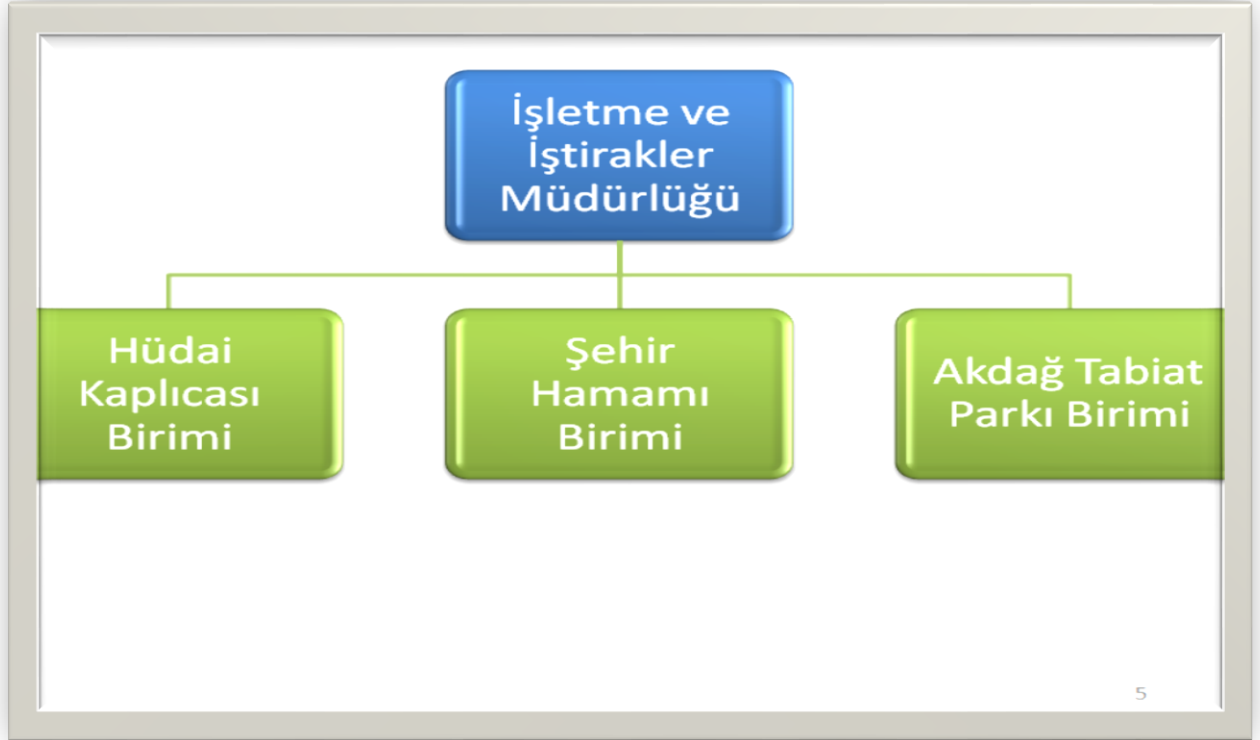 İşletme ve
İştirakler
Müdürlüğü
Hüdai
Kaplıcası
Birimi
Şehir
Hamamı
Birimi
Akdağ Tabiat
Parkı Birimi
5